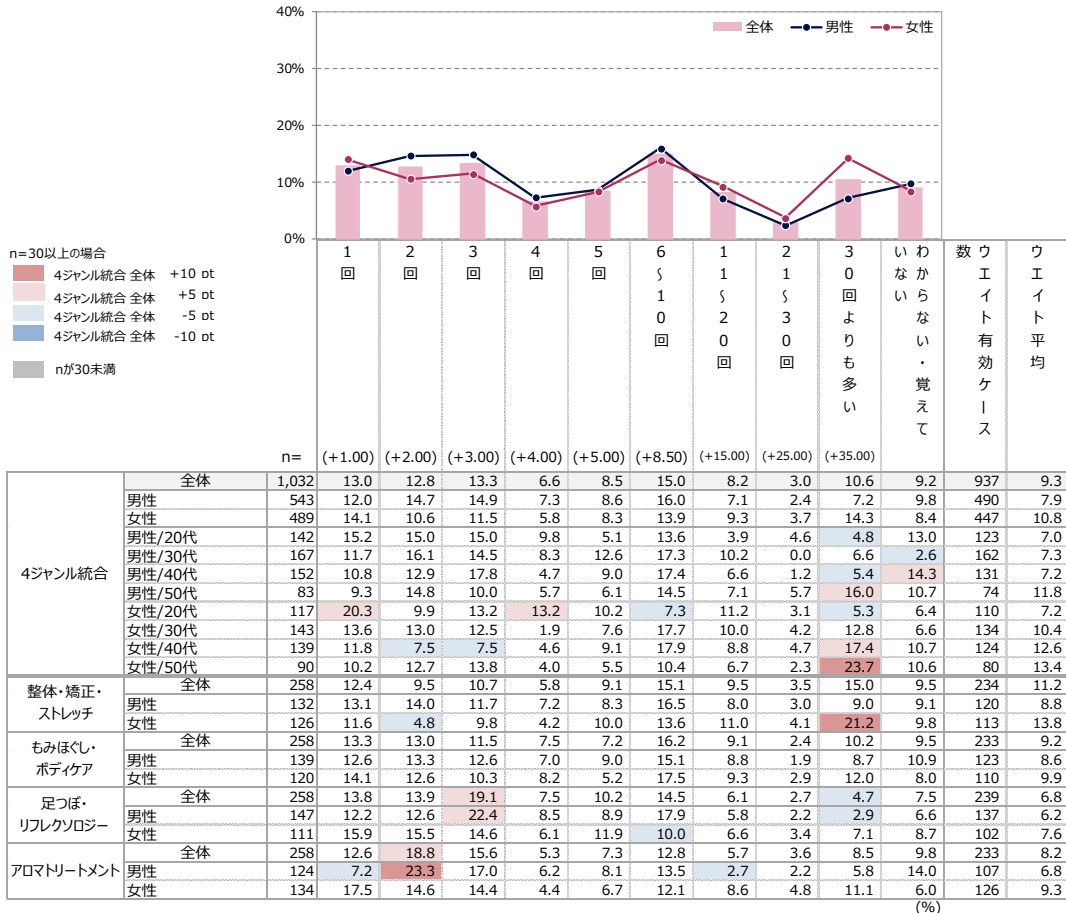 40%
30%
20%
10%
0%
全体 男性 女性
n=30以上の場合
4ジャンル統合 全体 +10 pt
4ジャンル統合 全体 +5 pt
4ジャンル統合 全体 -5 pt
4ジャンル統合 全体 -10 pt
nが30未満
1回
2回
3回
4回
5回
6~10回
11~20回
21~30回
30回よりも多い
わからない・覚えていない
ウエイト有効ケース数
ウエイト平均
n= (+1.00) (+2.00) (+3.00) (+4.00) (+5.00) (+8.50) (+15.00) (+25.00) (+35.00)
4ジャンル統合
全体 1,032 13.0 12.8 13.3 6.6 8.5 15.0 8.2 3.0 10.6 9.2 937 9.3
男性 543 12.0 14.7 14.9 7.3 8.6 16.0 7.1 2.4 7.2 9.8 490 7.9
女性 489 14.1 10.6 11.5 5.8 8.3 13.9 9.3 3.7 14.3 8.4 447 10.8
男性/20代 142 15.2 15.0 15.0 9.8 5.1 13.6 3.9 4.6 4.8 13.0 123 7.0
男性/30代 167 11.7 16.1 14.5 8.3 12.6 17.3 10.2 0.0 6.6 2.6 162 7.3
男性/40代 152 10.8 12.9 17.8 4.7 9.0 17.4 6.6 1.2 5.4 14.3 131 7.2
男性/50代 83 9.3 14.8 10.0 5.7 6.1 14.5 7.1 5.7 16.0 10.7 74 11.8
女性/20代 117 20.3 9.9 13.2 13.2 10.2 7.3 11.2 3.1 5.3 6.4 110 7.2
女性/30代 143 13.6 13.0 12.5 1.9 7.6 17.7 10.0 4.2 12.8 6.6 134 10.4
女性/40代 139 11.8 7.5 7.5 4.6 9.1 17.9 8.8 4.7 17.4 10.7 124 12.6
女性/50代 90 10.2 12.7 13.8 4.0 5.5 10.4 6.7 2.3 23.7 10.6 80 13.4
整体・矯正・
ストレッチ
全体 258 12.4 9.5 10.7 5.8 9.1 15.1 9.5 3.5 15.0 9.5 234 11.2
男性 132 13.1 14.0 11.7 7.2 8.3 16.5 8.0 3.0 9.0 9.1 120 8.8
女性 126 11.6 4.8 9.8 4.2 10.0 13.6 11.0 4.1 21.2 9.8 113 13.8
もみほぐし・
ボディケア
全体 258 13.3 13.0 11.5 7.5 7.2 16.2 9.1 2.4 10.2 9.5 233 9.2
男性 139 12.6 13.3 12.6 7.0 9.0 15.1 8.8 1.9 8.7 10.9 123 8.6
女性 120 14.1 12.6 10.3 8.2 5.2 17.5 9.3 2.9 12.0 8.0 110 9.9
足つぼ・
リフレクソロジー
全体 258 13.8 13.9 19.1 7.5 10.2 14.5 6.1 2.7 4.7 7.5 239 6.8
男性 147 12.2 12.6 22.4 8.5 8.9 17.9 5.8 2.2 2.9 6.6 137 6.2
女性 111 15.9 15.5 14.6 6.1 11.9 10.0 6.6 3.4 7.1 8.7 102 7.6
アロマトリートメント
全体 258 12.6 18.8 15.6 5.3 7.3 12.8 5.7 3.6 8.5 9.8 233 8.2
男性 124 7.2 23.3 17.0 6.2 8.1 13.5 2.7 2.2 5.8 14.0 107 6.8
女性 134 17.5 14.6 14.4 4.4 6.7 12.1 8.6 4.8 11.1 6.0 126 9.3
(%)